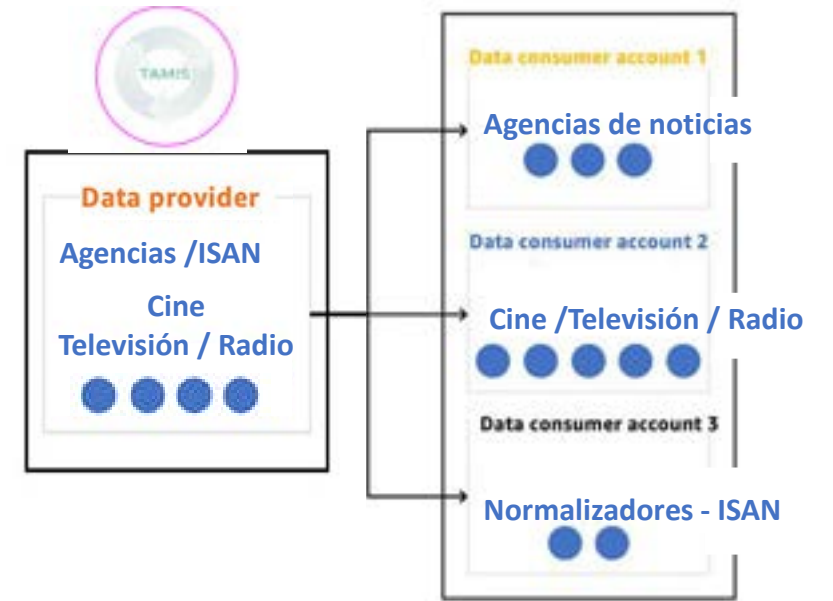 TAMIS
Data provider
Agencias /ISAN
Cine
Televisión / Radio
Data consumer account 1
Agencias de noticias
Data consumer account 2
Cine /Televisión / Radio
Data consumer account 3
Normalizadores - ISAN